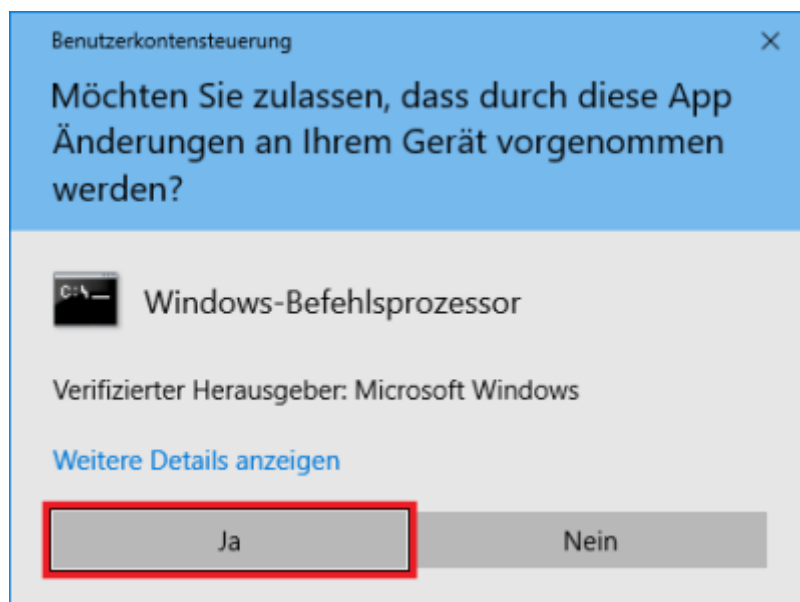 Benutzerkontensteuerung
Möchten Sie zulassen, dass durch diese App
Änderungen an Ihrem Gerät vorgenommen
werden?
C:\_
Windows-Befehlsprozessor
Verifizierter Herausgeber: Microsoft Windows
Weitere Details anzeigen
Ja
Nein